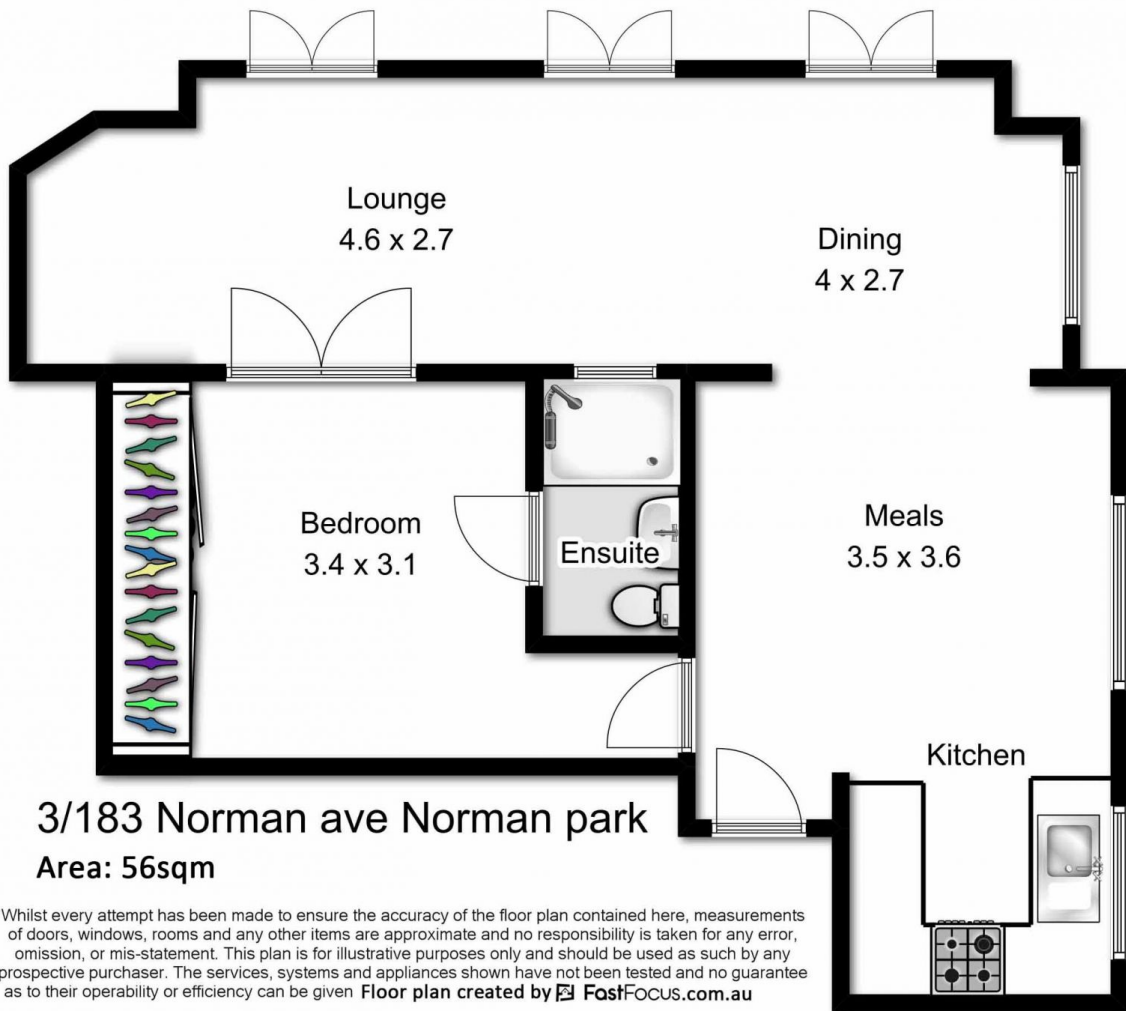 Lounge
4.6 x 2.7
Dining
4 x 2.7
Bedroom
3.4 x 3.1
Ensuite
Meals
3.5 x 3.6
Kitchen
3/183 Norman ave Norman park
Area: 56sqm
Whilst every attempt has been made to ensure the accuracy of the floor plan contained here, measurements
of doors, windows, rooms and any other items are approximate and no responsibility is taken for any error,
omission, or mis-statement. This plan is for illustrative purposes only and should be used as such by any
prospective purchaser. The services, systems and appliances shown have not been tested and no guarantee
as to their operability or efficiency can be given Floor plan created by FastFocus.com.au